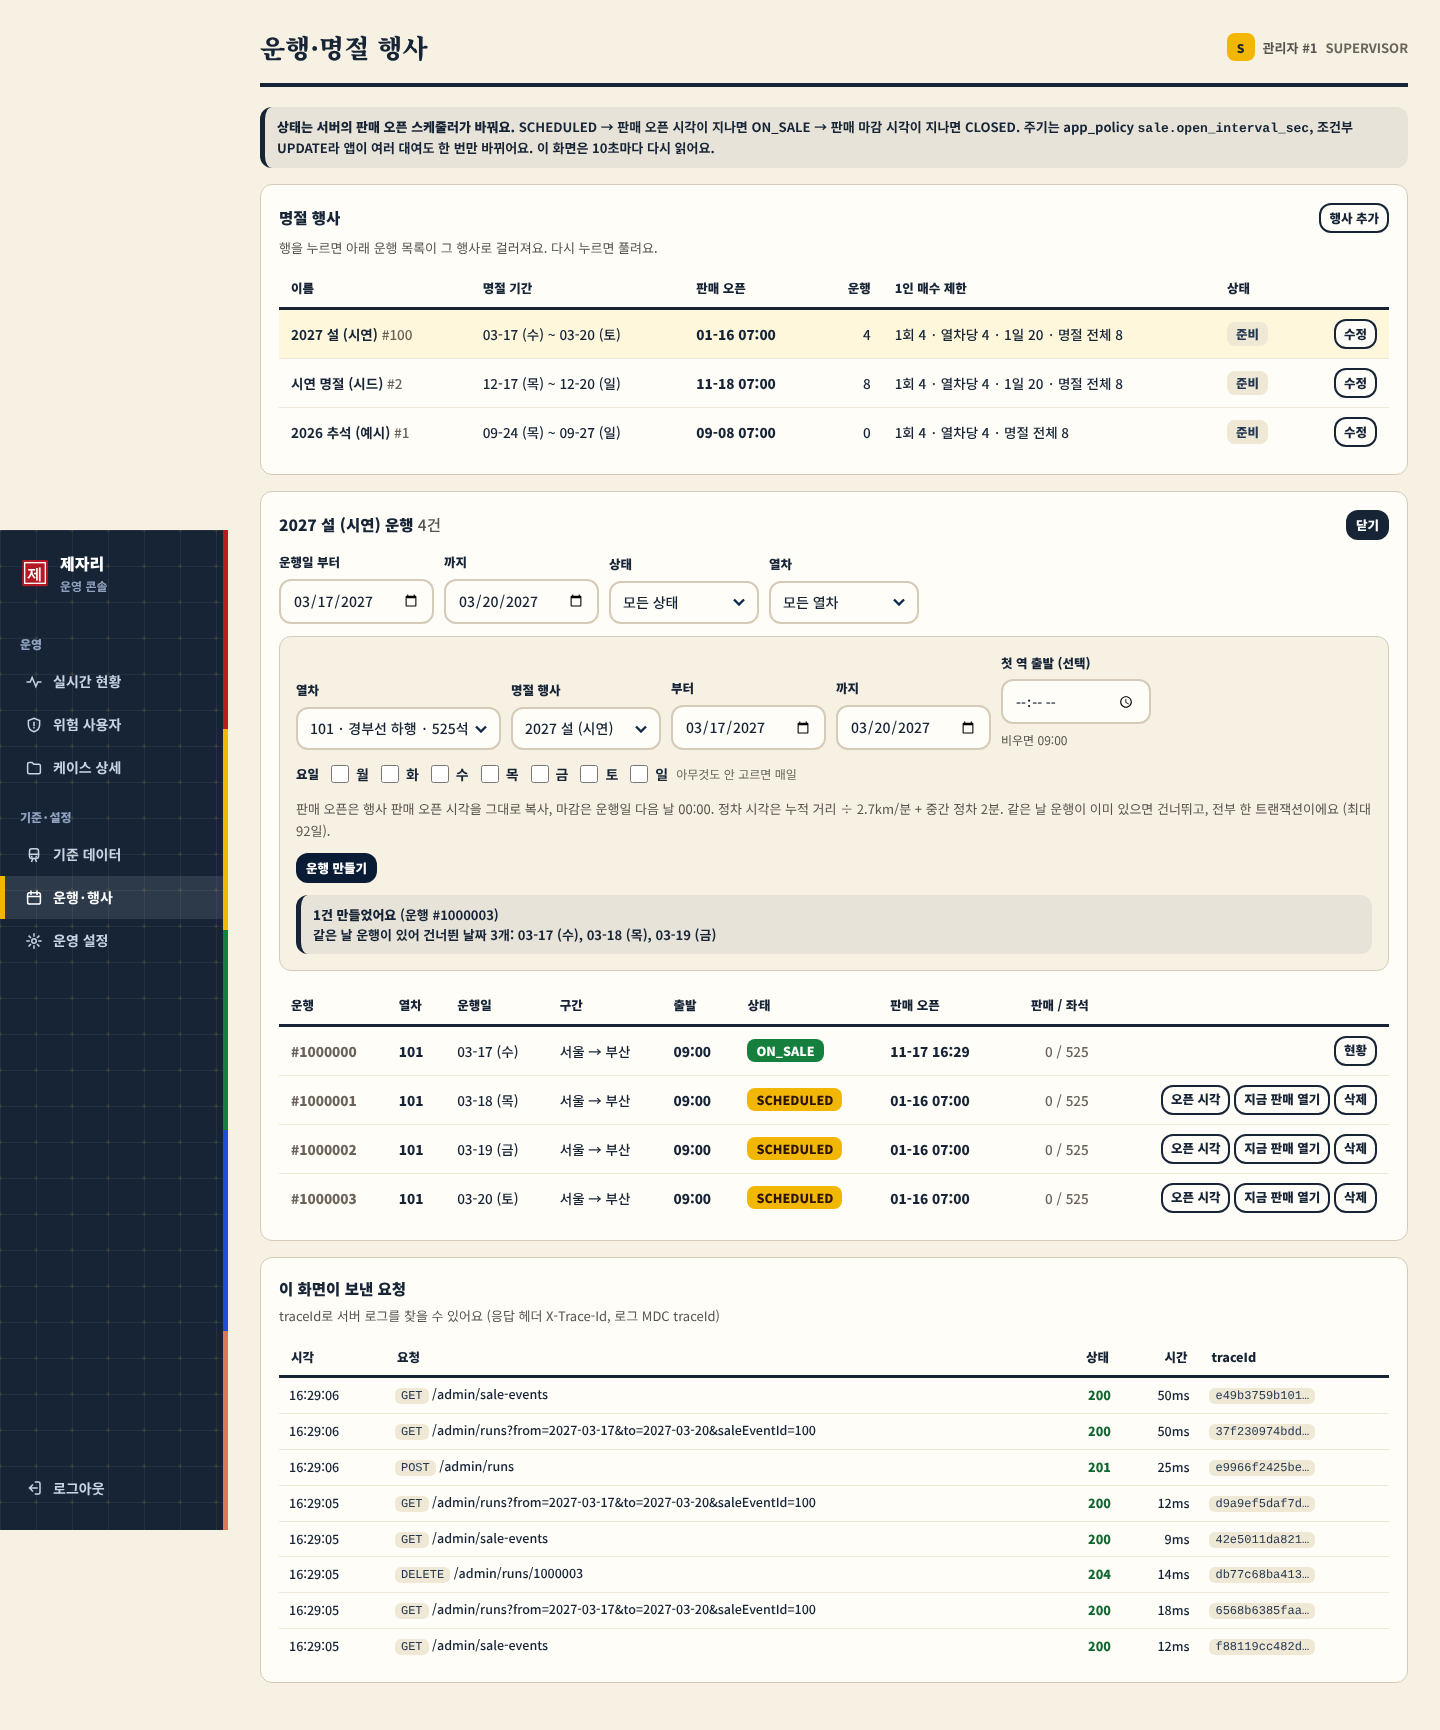 운행·명절 행사
S 관리자 #1 SUPERVISOR
상태는 서버의 판매 오픈 스케줄러가 바꿔요. SCHEDULED → 판매 오픈 시각이 지나면 ON_SALE → 판매 마감 시각이 지나면 CLOSED. 주기는 app_policy sale.open_interval_sec, 조건부
UPDATE라 앱이 여러 대여도 한 번만 바뀌어요. 이 화면은 10초마다 다시 읽어요.
명절 행사
행사 추가
행을 누르면 아래 운행 목록이 그 행사로 걸러져요. 다시 누르면 풀려요.
이름 명절 기간 판매 오픈 운행 1인 매수 제한 상태
2027 설 (시연) #100 03-17 (수) ~ 03-20 (토) 01-16 07:00 4 1회 4 · 열차당 4 · 1일 20 · 명절 전체 8 준비 수정
시연 명절 (시드) #2 12-17 (목) ~ 12-20 (일) 11-18 07:00 8 1회 4 · 열차당 4 · 1일 20 · 명절 전체 8 준비 수정
2026 추석 (예시) #1 09-24 (목) ~ 09-27 (일) 09-08 07:00 0 1회 4 · 열차당 4 · 명절 전체 8 준비 수정
제 제자리
운영 콘솔
운영
실시간 현황
위험 사용자
케이스 상세
기준·설정
기준 데이터
운행·행사
운영 설정
로그아웃
2027 설 (시연) 운행 4건
닫기
운행일 부터 까지 상태 열차
03/17/2027 03/20/2027 모든 상태 모든 열차
열차 명절 행사 부터 까지 첫 역 출발 (선택)
101 · 경부선 하행 · 525석 2027 설 (시연) 03/17/2027 03/20/2027 --:-- --
비우면 09:00
요일 월 화 수 목 금 토 일 아무것도 안 고르면 매일
판매 오픈은 행사 판매 오픈 시각을 그대로 복사, 마감은 운행일 다음 날 00:00. 정차 시각은 누적 거리 ÷ 2.7km/분 + 중간 정차 2분. 같은 날 운행이 이미 있으면 건너뛰고, 전부 한 트랜잭션이에요 (최대
92일).
운행 만들기
1건 만들었어요 (운행 #1000003)
같은 날 운행이 있어 건너뛴 날짜 3개: 03-17 (수), 03-18 (목), 03-19 (금)
운행 열차 운행일 구간 출발 상태 판매 오픈 판매 / 좌석
#1000000 101 03-17 (수) 서울 → 부산 09:00 ON_SALE 11-17 16:29 0 / 525 현황
#1000001 101 03-18 (목) 서울 → 부산 09:00 SCHEDULED 01-16 07:00 0 / 525 오픈 시각 지금 판매 열기 삭제
#1000002 101 03-19 (금) 서울 → 부산 09:00 SCHEDULED 01-16 07:00 0 / 525 오픈 시각 지금 판매 열기 삭제
#1000003 101 03-20 (토) 서울 → 부산 09:00 SCHEDULED 01-16 07:00 0 / 525 오픈 시각 지금 판매 열기 삭제
이 화면이 보낸 요청
traceId로 서버 로그를 찾을 수 있어요 (응답 헤더 X-Trace-Id, 로그 MDC traceId)
시각 요청 상태 시간 traceId
16:29:06 GET /admin/sale-events 200 50ms e49b3759b101…
16:29:06 GET /admin/runs?from=2027-03-17&to=2027-03-20&saleEventId=100 200 50ms 37f230974bdd…
16:29:06 POST /admin/runs 201 25ms e9966f2425be…
16:29:05 GET /admin/runs?from=2027-03-17&to=2027-03-20&saleEventId=100 200 12ms d9a9ef5daf7d…
16:29:05 GET /admin/sale-events 200 9ms 42e5011da821…
16:29:05 DELETE /admin/runs/1000003 204 14ms db77c68ba413…
16:29:05 GET /admin/runs?from=2027-03-17&to=2027-03-20&saleEventId=100 200 18ms 6568b6385faa…
16:29:05 GET /admin/sale-events 200 12ms f88119cc482d…